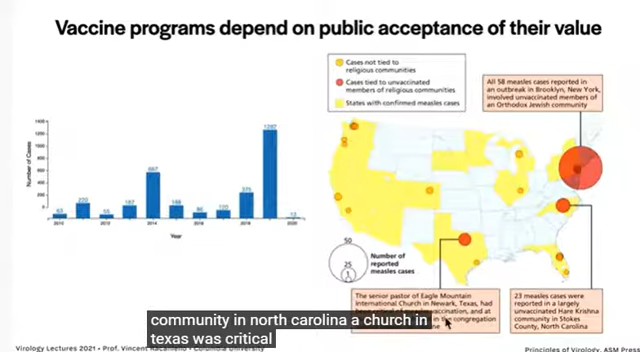 Vaccine programs depend on public acceptance of their value
Cases not tied to
religious communities
Cases tied to unvaccinated
members of religious communities
States with confirmed measles cases
All 58 measles cases reported in
an outbreak in Brooklyn, New York,
involved unvaccinated members of
an Orthodox Jewish community
Number of Cases
1400
1200
1000
800
600
400
200
0
63
220
55
187
667
188
86
120
375
1282
13
2010
2012
2014
2016
2018
2020
Year
50
25
1
Number of
reported
measles cases
The senior pastor of Eagle Mountain
International Church in Newark, Texas, had
vaccination, and at
congregation
23 measles cases were
reported in a largely
unvaccinated Hare Krishna
community in Stokes
County, North Carolina
community in north carolina a church in
texas was critical
Virology Lectures 2021 • Prof. Vincent Racaniello • Columbia University
Principles of Virology, ASM Press